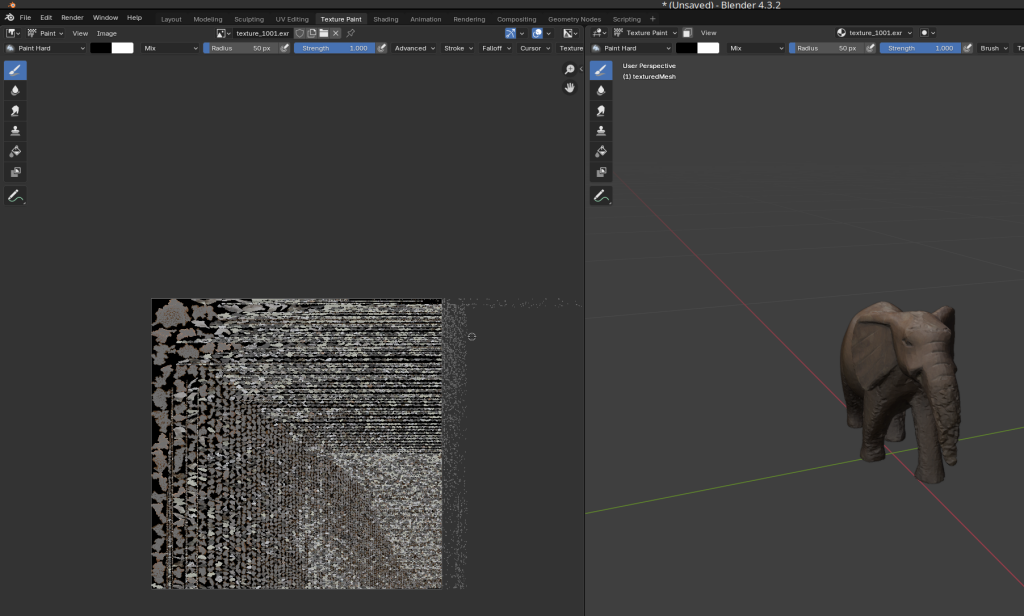 * (Unsaved) - Blender 4.3.2
File Edit Render Window Help Layout Modeling Sculpting UV Editing Texture Paint Shading Animation Rendering Compositing Geometry Nodes Scripting +
Paint View Image texture_1001.exr Texture Paint View texture_1001.exr
Paint Hard Mix Radius 50 px Strength 1.000 Advanced Stroke Falloff Cursor Texture Paint Hard Mix Radius 50 px Strength 1.000 Brush Te
User Perspective
(1) texturedMesh